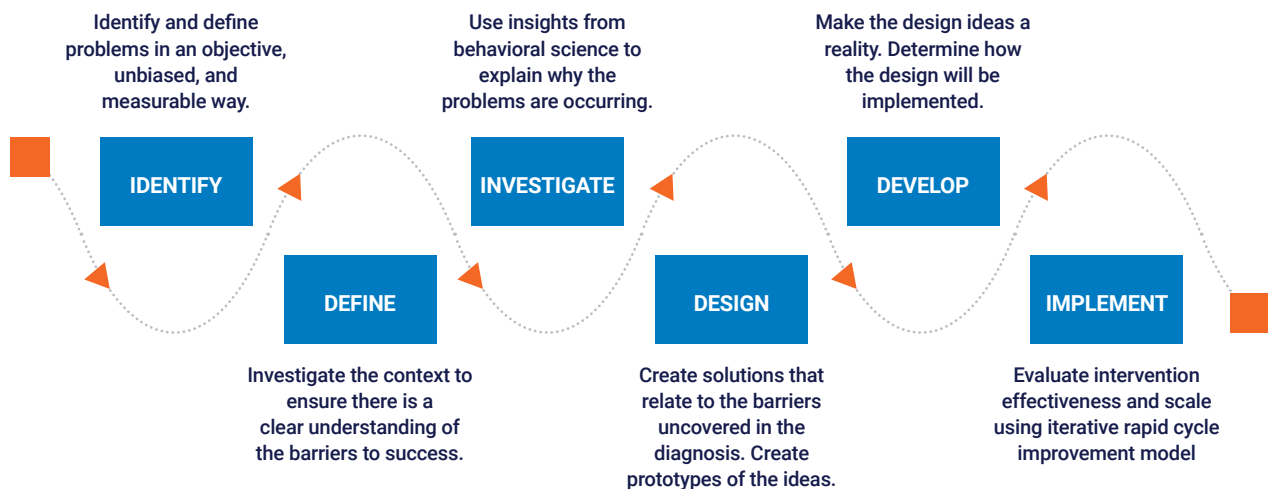 Identify and define
problems in an objective,
unbiased, and
measurable way.
IDENTIFY
DEFINE
Investigate the context to
ensure there is a
clear understanding of
the barriers to success.
Use insights from
behavioral science to
explain why the
problems are occurring.
INVESTIGATE
DESIGN
Create solutions that
relate to the barriers
uncovered in the
diagnosis. Create
prototypes of the ideas.
Make the design ideas a
reality. Determine how
the design will be
implemented.
DEVELOP
IMPLEMENT
Evaluate intervention
effectiveness and scale
using iterative rapid cycle
improvement model